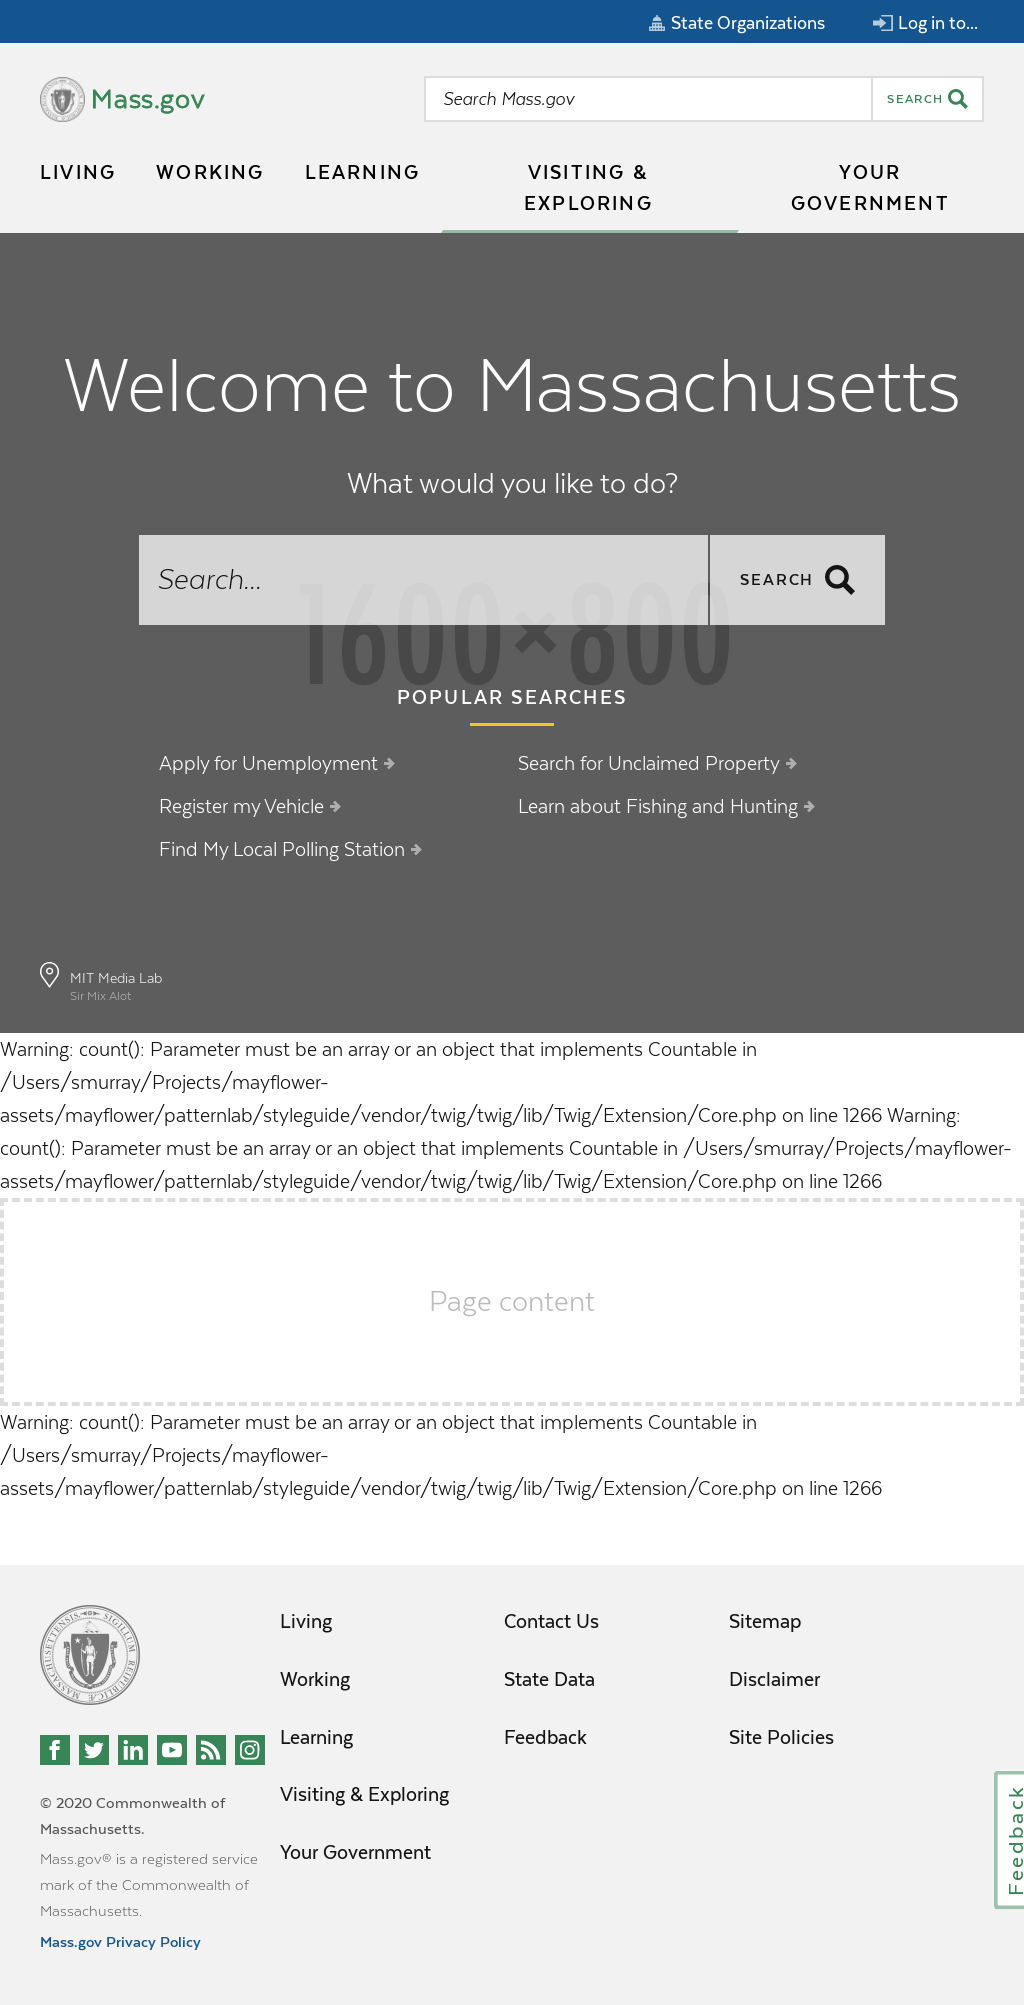 State Organizations
Log in to...
Mass.gov
Search Mass.gov
SEARCH
LIVING
WORKING
LEARNING
VISITING &
EXPLORING
YOUR
GOVERNMENT
Welcome to Massachusetts
What would you like to do?
Search...
SEARCH
1600×800
POPULAR SEARCHES
Apply for Unemployment
Search for Unclaimed Property
Register my Vehicle
Learn about Fishing and Hunting
Find My Local Polling Station
MIT Media Lab
Sir Mix Alot
Warning: count(): Parameter must be an array or an object that implements Countable in
/Users/smurray/Projects/mayflower-
assets/mayflower/patternlab/styleguide/vendor/twig/twig/lib/Twig/Extension/Core.php on line 1266 Warning:
count(): Parameter must be an array or an object that implements Countable in /Users/smurray/Projects/mayflower-
assets/mayflower/patternlab/styleguide/vendor/twig/twig/lib/Twig/Extension/Core.php on line 1266
Page content
Warning: count(): Parameter must be an array or an object that implements Countable in
/Users/smurray/Projects/mayflower-
assets/mayflower/patternlab/styleguide/vendor/twig/twig/lib/Twig/Extension/Core.php on line 1266
Living
Working
Learning
Visiting & Exploring
Your Government
Contact Us
State Data
Feedback
Sitemap
Disclaimer
Site Policies
© 2020 Commonwealth of
Massachusetts.
Mass.gov® is a registered service
mark of the Commonwealth of
Massachusetts.
Mass.gov Privacy Policy
Feedback